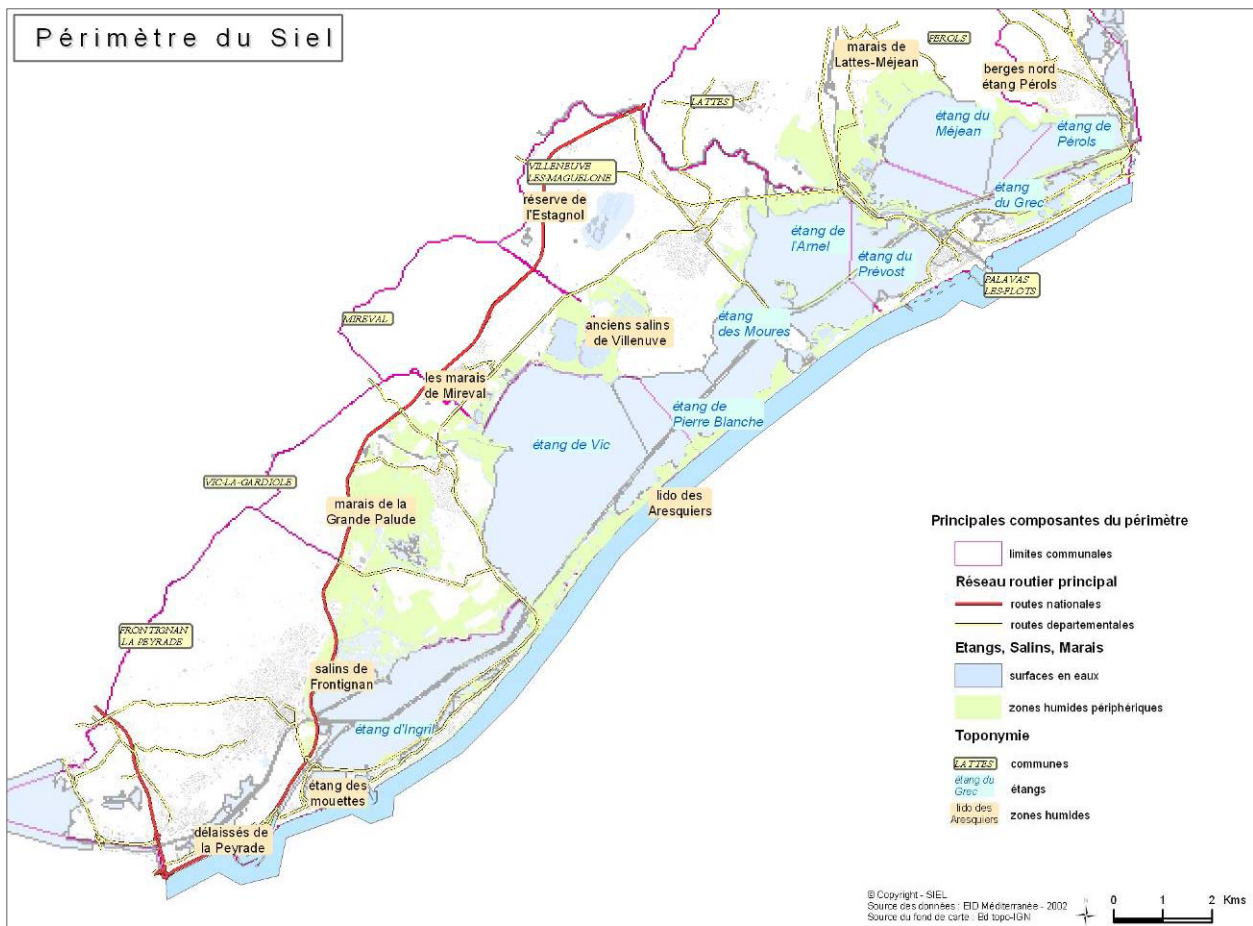 Périmètre du Siel
marais de
Lattes-Méjean
PEROLS
berges nord
étang Pérols
LATTES
étang du
Méjean
étang de
Pérols
VILLENEUVE
LES-MAGUELONE
réserve de
l'Estagnol
étang
du Grec
étang de
l'Arnel
étang du
Prévost
PALAVAS
LES-FLOTS
MIREVAL
anciens salins
de Villenuve
étang
des Moures
les marais
de Mireval
étang de
Pierre Blanche
étang de Vic
VIC-LA-GARDIOLE
marais de la
Grande Palude
lido des
Aresquiers
FRONTIGNAN
LA PEYRADE
salins de
Frontignan
étang d'Ingril
étang des
mouettes
délaissés de
la Peyrade
Principales composantes du périmètre
limites communales
Réseau routier principal
routes nationales
routes departementales
Etangs, Salins, Marais
surfaces en eaux
zones humides périphériques
Toponymie
LATTES communes
étang du
Grec étangs
lido des
Aresquiers zones humides
© Copyright - SIEL
Source des données : EID Méditerranée - 2002
Source du fond de carte : Bd topo-IGN
N
0 1 2 Kms